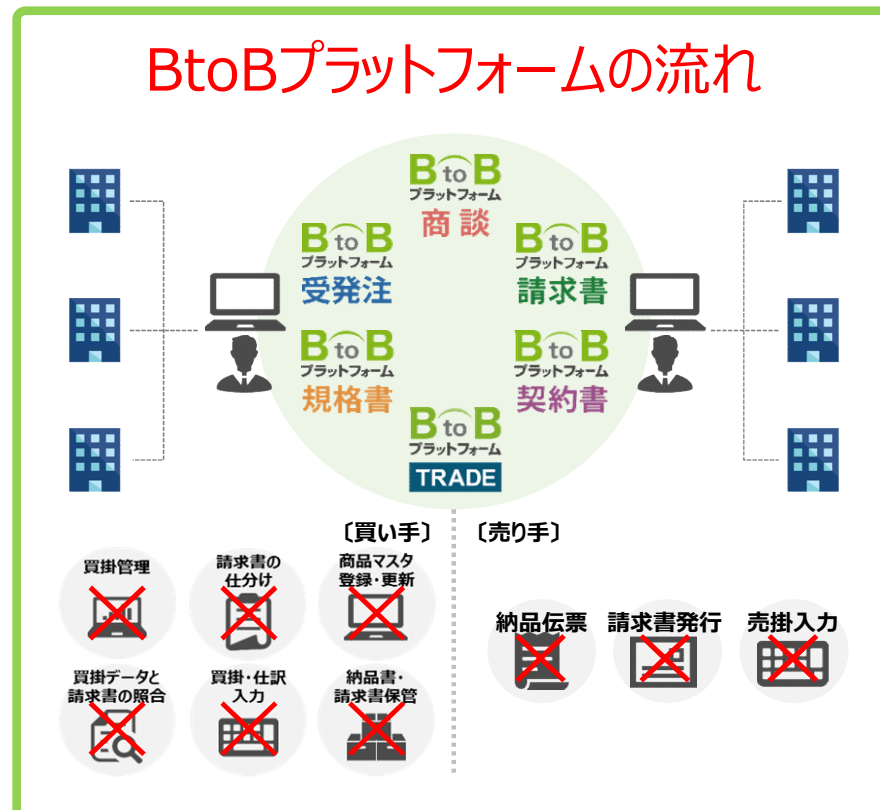 BtoBプラットフォームの流れ
B to B
プラットフォーム
商談
B to B
プラットフォーム
受発注
B to B
プラットフォーム
請求書
B to B
プラットフォーム
規格書
B to B
プラットフォーム
契約書
B to B
プラットフォーム
TRADE
〔買い手〕
〔売り手〕
買掛管理
請求書の
仕分け
商品マスタ
登録・更新
買掛データと
請求書の照合
買掛・仕訳
入力
納品書・
請求書保管
納品伝票
請求書発行
売掛入力